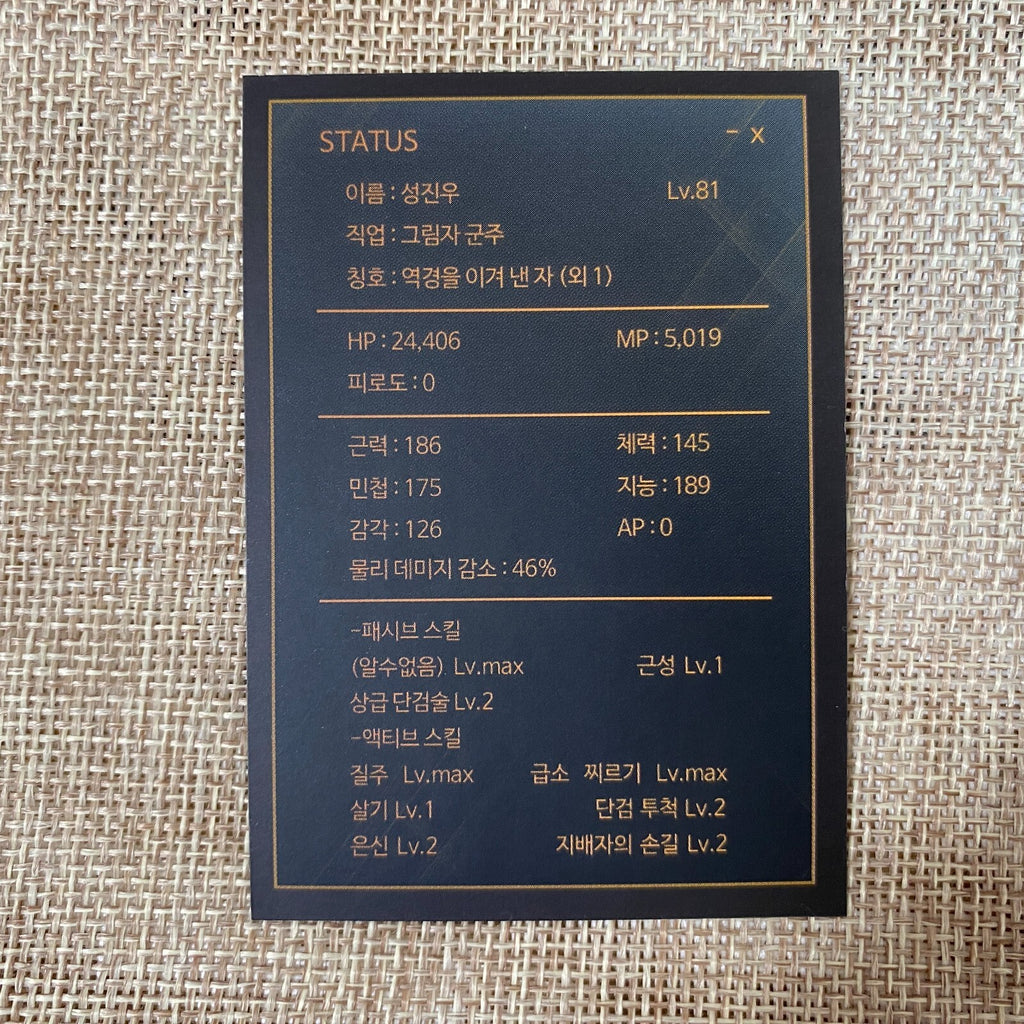 STATUS - x
이름 : 성진우 Lv.81
직업 : 그림자 군주
칭호 : 역경을 이겨 낸 자 (외 1)
HP : 24,406 MP : 5,019
피로도 : 0
근력 : 186 체력 : 145
민첩 : 175 지능 : 189
감각 : 126 AP : 0
물리 데미지 감소 : 46%
-패시브 스킬
(알수없음) Lv.max 근성 Lv.1
상급 단검술 Lv.2
-액티브 스킬
질주 Lv.max 급소 찌르기 Lv.max
살기 Lv.1 단검 투척 Lv.2
은신 Lv.2 지배자의 손길 Lv.2